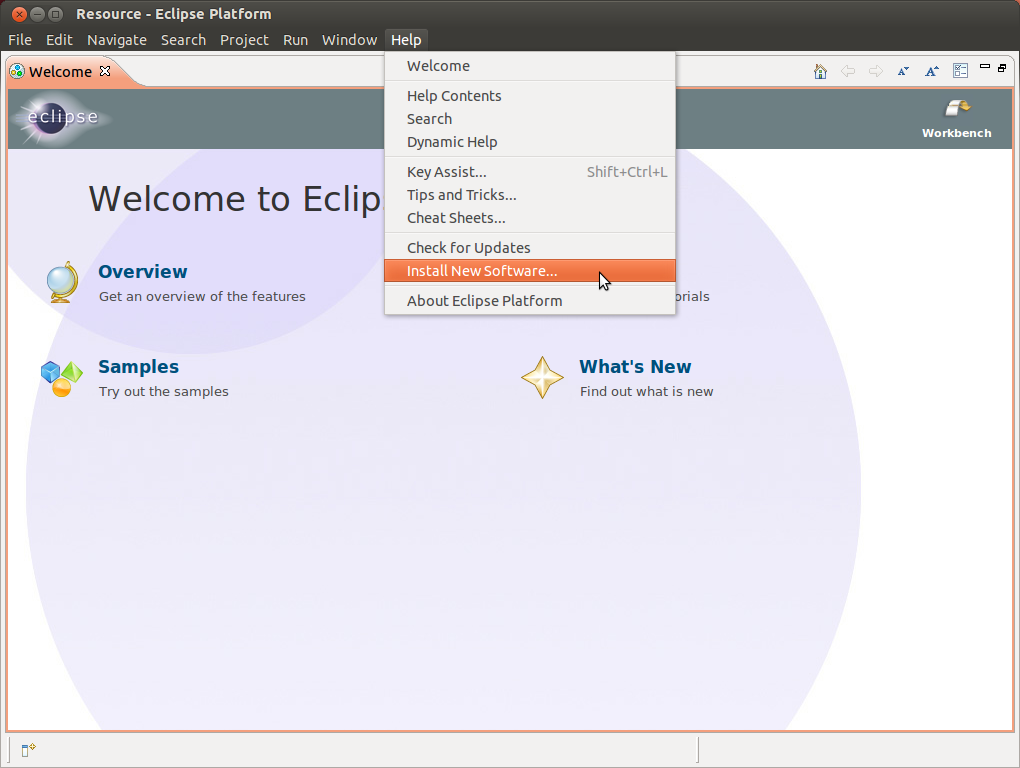 Resource - Eclipse Platform
File Edit Navigate Search Project Run Window Help
Welcome
Welcome
Help Contents
Search
Dynamic Help
Key Assist... Shift+Ctrl+L
Tips and Tricks...
Cheat Sheets...
Check for Updates
Install New Software...
About Eclipse Platform
eclipse
Workbench
Welcome to Eclip
Overview
Get an overview of the features
orials
Samples
Try out the samples
What's New
Find out what is new